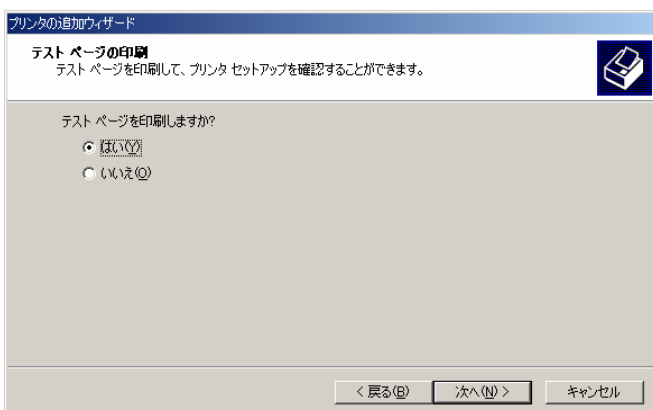 プリンタの追加ウィザード
テスト ページの印刷
テスト ページを印刷して、プリンタ セットアップを確認することができます。
テスト ページを印刷しますか?
はい(Y)
いいえ(O)
< 戻る(B) 次へ(N) > キャンセル